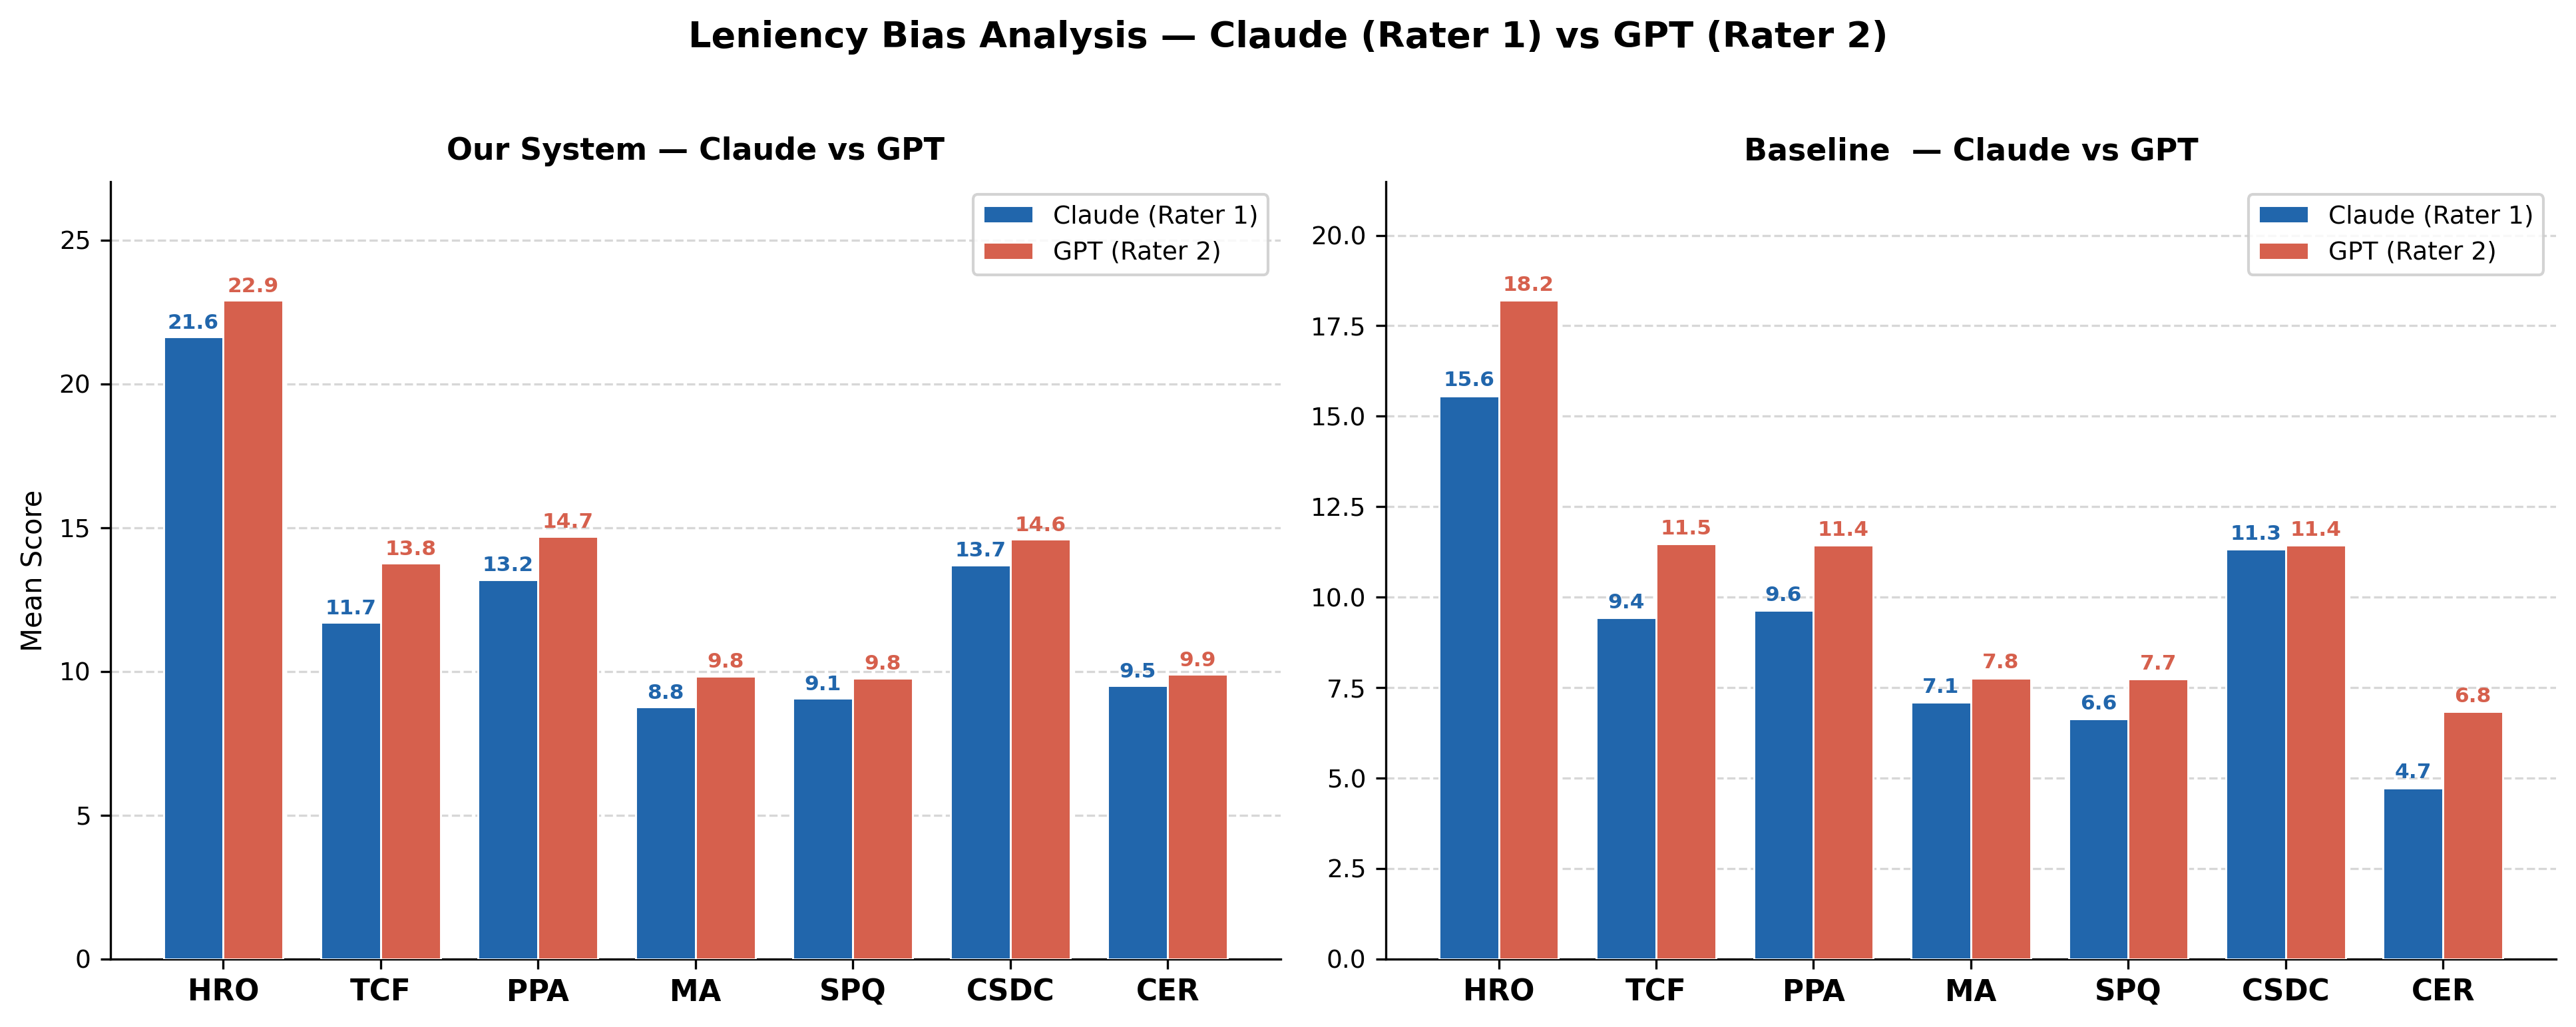 Leniency Bias Analysis — Claude (Rater 1) vs GPT (Rater 2)
Our System — Claude vs GPT
Claude (Rater 1)
GPT (Rater 2)
Mean Score
25
20
15
10
5
0
21.6
22.9
11.7
13.8
13.2
14.7
8.8
9.8
9.1
9.8
13.7
14.6
9.5
9.9
HRO
TCF
PPA
MA
SPQ
CSDC
CER
Baseline  — Claude vs GPT
Claude (Rater 1)
GPT (Rater 2)
20.0
17.5
15.0
12.5
10.0
7.5
5.0
2.5
0.0
15.6
18.2
9.4
11.5
9.6
11.4
7.1
7.8
6.6
7.7
11.3
11.4
4.7
6.8
HRO
TCF
PPA
MA
SPQ
CSDC
CER